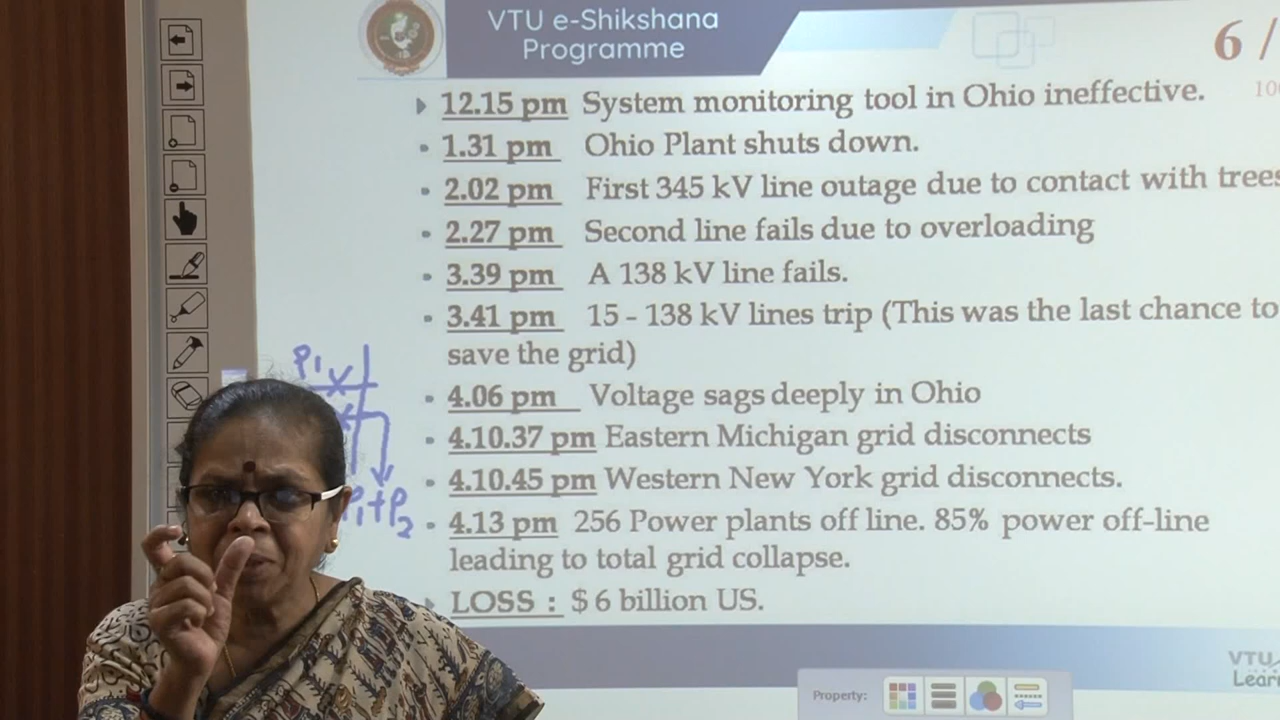 VTU e-Shikshana
Programme
6 /
12.15 pm System monitoring tool in Ohio ineffective.
1.31 pm Ohio Plant shuts down.
2.02 pm First 345 kV line outage due to contact with trees
2.27 pm Second line fails due to overloading
3.39 pm A 138 kV line fails.
3.41 pm 15 - 138 kV lines trip (This was the last chance to
save the grid)
4.06 pm Voltage sags deeply in Ohio
4.10.37 pm Eastern Michigan grid disconnects
4.10.45 pm Western New York grid disconnects.
4.13 pm 256 Power plants off line. 85% power off-line
leading to total grid collapse.
LOSS : $ 6 billion US.
P1
P1+P2
VTU
Property: